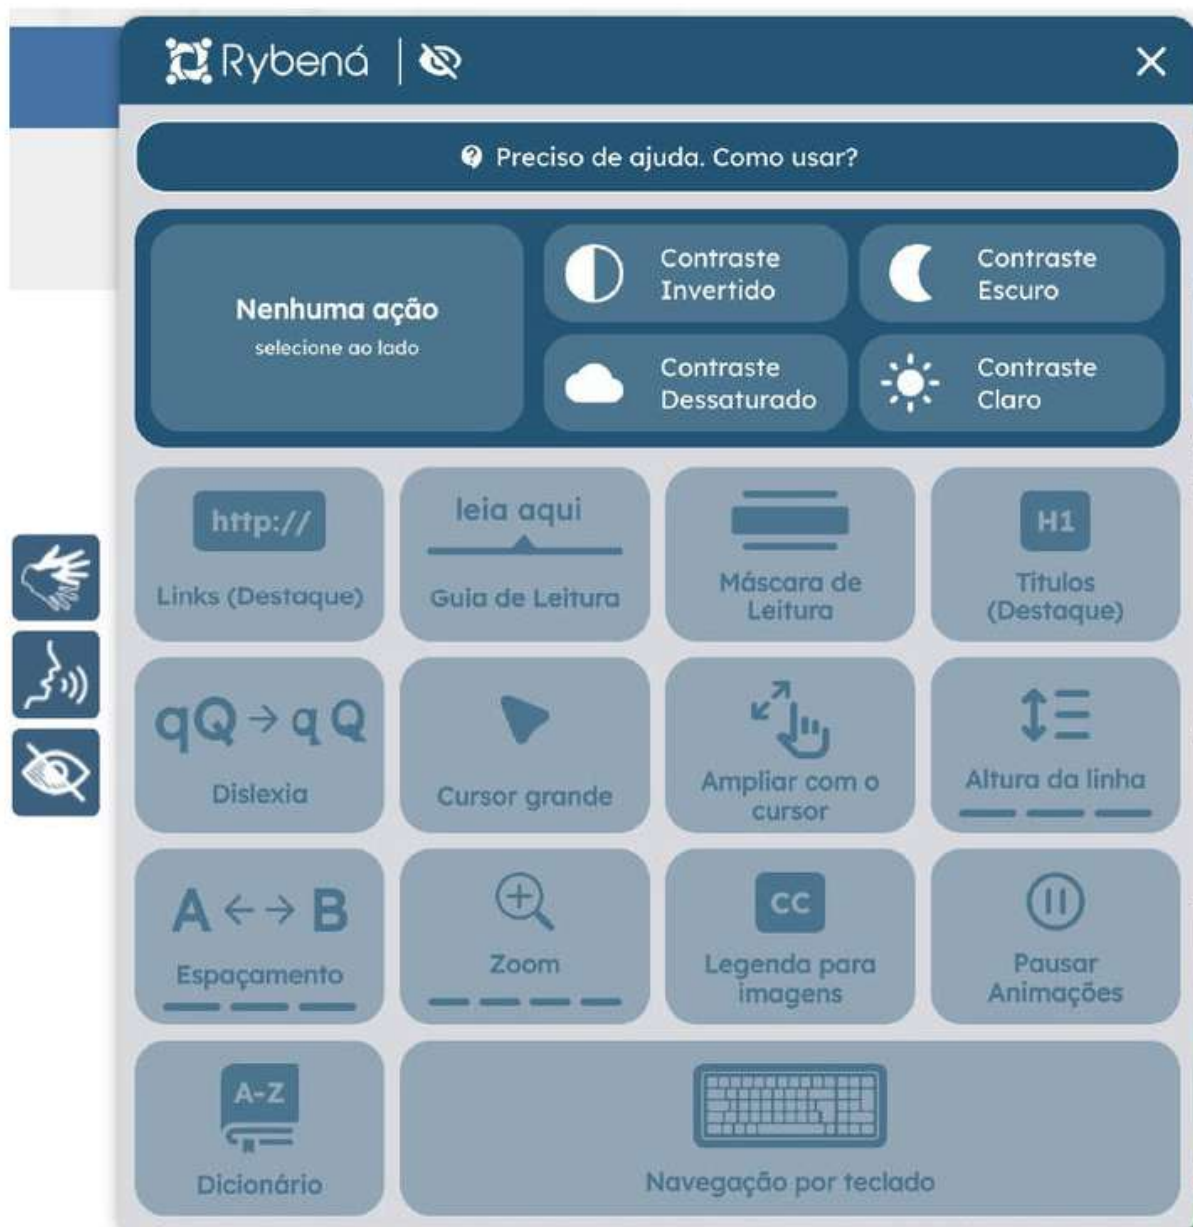 Rybená
Preciso de ajuda. Como usar?
Nenhuma ação
selecione ao lado
Contraste
Invertido
Contraste
Escuro
Contraste
Dessaturado
Contraste
Claro
http://
Links (Destaque)
leia aqui
Guia de Leitura
Máscara de
Leitura
H1
Títulos
(Destaque)
qQ → q Q
Dislexia
Cursor grande
Ampliar com o
cursor
Altura da linha
A ←→ B
Espaçamento
Zoom
CC
Legenda para
imagens
Pausar
Animações
A-Z
Dicionário
Navegação por teclado